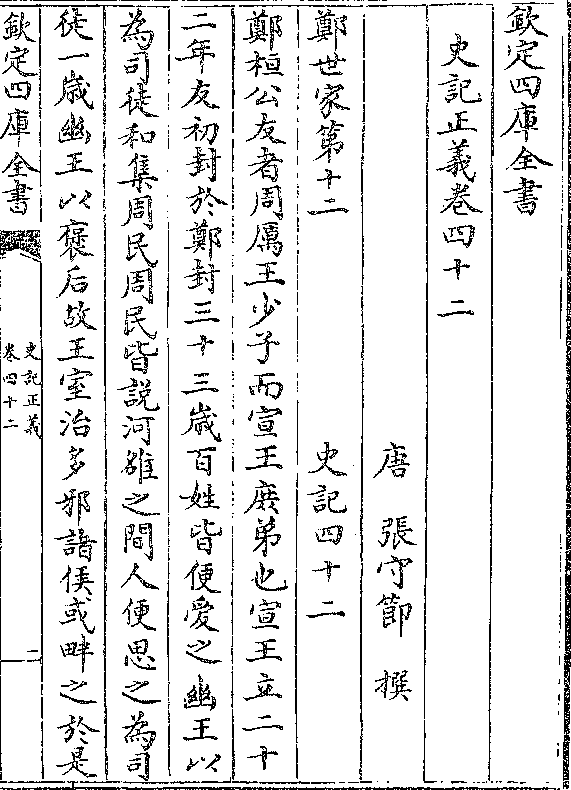 欽定四庫全書
史記正義卷四十二
唐 張守節 撰
鄭世家第十二 史記四十二
鄭桓公友者周厲王少子而宣王庶弟也宣王立二十
二年友初封於鄭封三十三歲百姓皆便愛之幽王以
為司徒和集周民周民皆說河雒之間人便思之為司
徒一歲幽王以襃后故王室治多邪諸侯或畔之於是
欽定四庫全書
史記正義
卷四十二
二